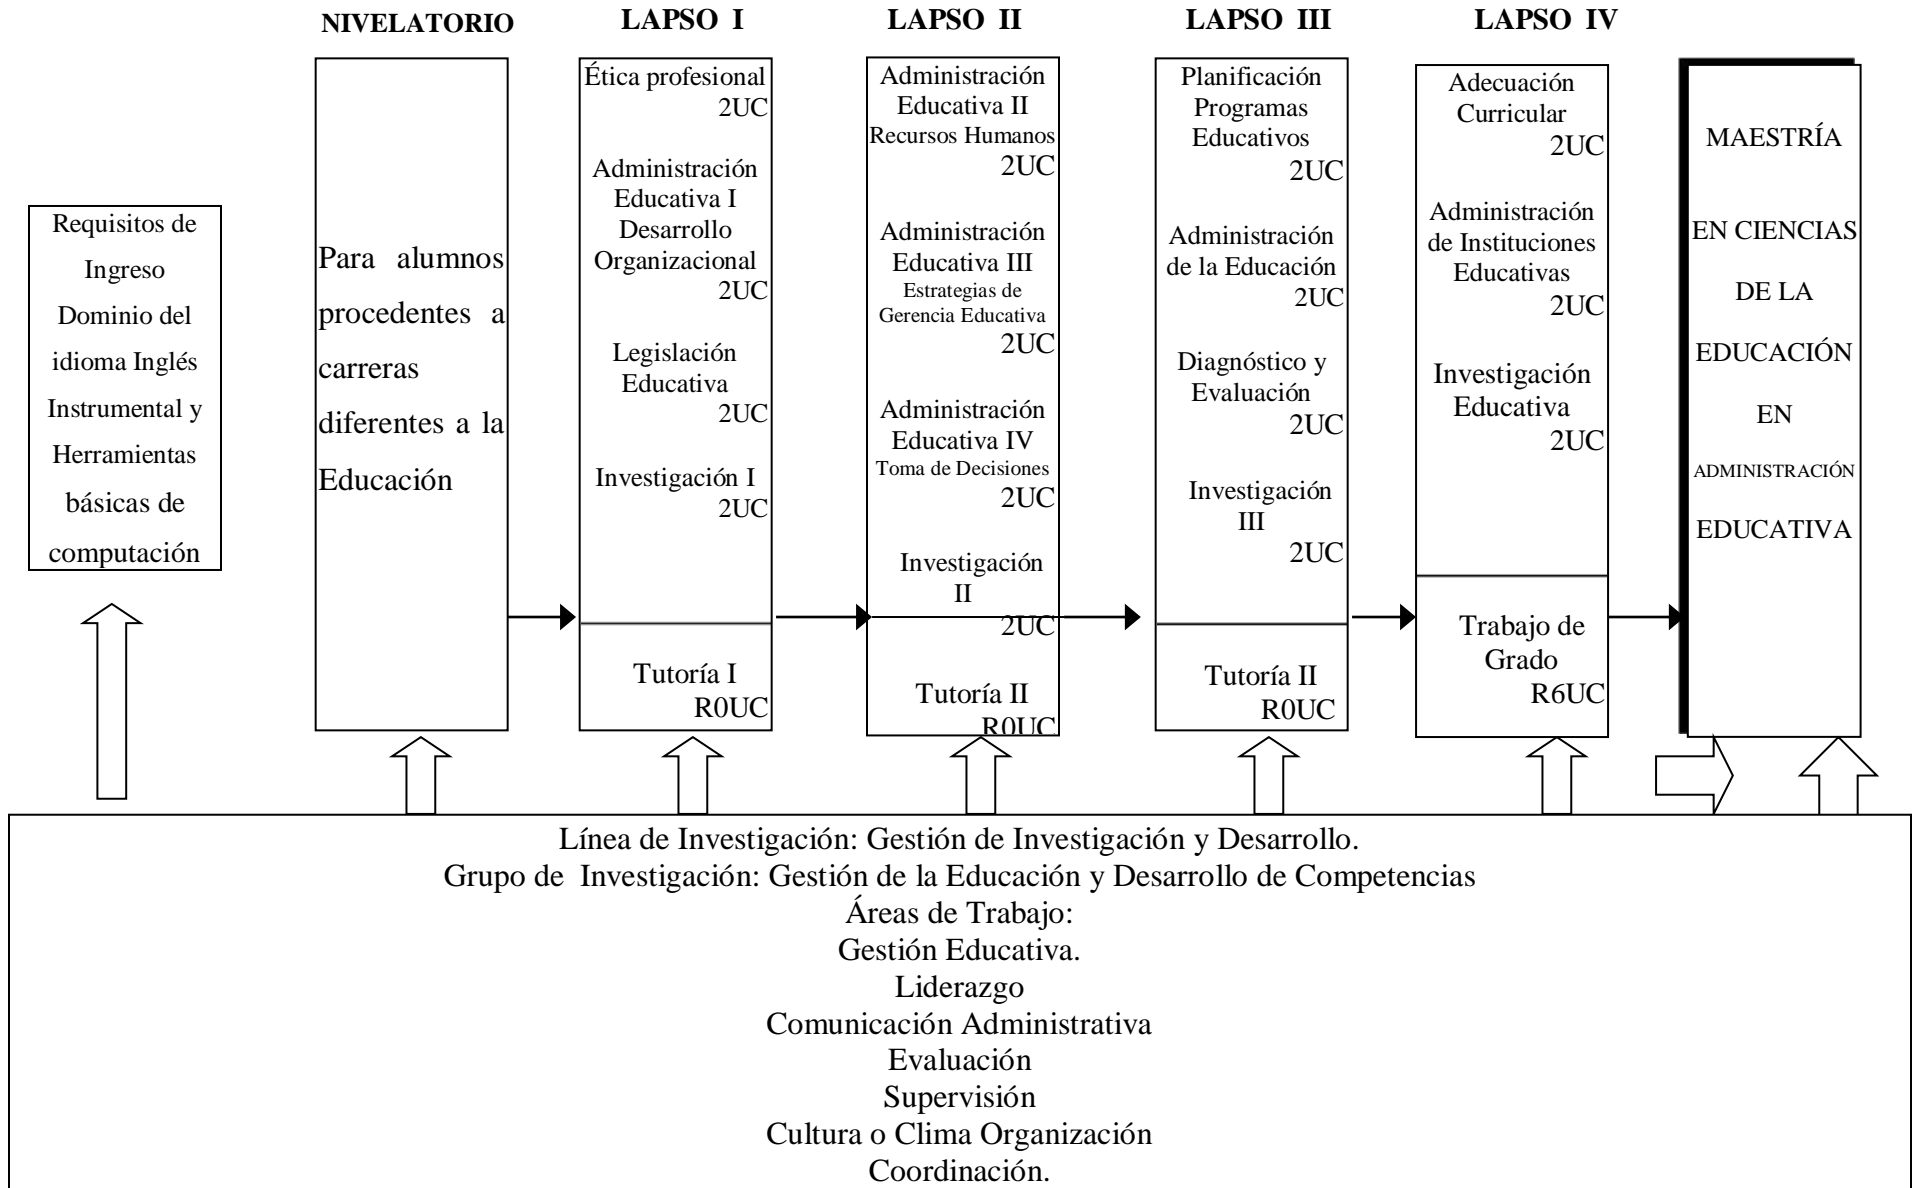 NIVELATORIO
LAPSO I
LAPSO II
LAPSO III
LAPSO IV
Requisitos de
Ingreso
Dominio del
idioma Inglés
Instrumental y
Herramientas
básicas de
computación
Para alumnos
procedentes a
carreras
diferentes a la
Educación
Ética profesional
2UC
Administración
Educativa I
Desarrollo
Organizacional
2UC
Legislación
Educativa
2UC
Investigación I
2UC
Tutoría I
R0UC
Administración
Educativa II
Recursos Humanos
2UC
Administración
Educativa III
Estrategias de
Gerencia Educativa
2UC
Administración
Educativa IV
Toma de Decisiones
2UC
Investigación
II
2UC
Tutoría II
R0UC
Planificación
Programas
Educativos
2UC
Administración
de la Educación
2UC
Diagnóstico y
Evaluación
2UC
Investigación
III
2UC
Tutoría II
R0UC
Adecuación
Curricular
2UC
Administración
de Instituciones
Educativas
2UC
Investigación
Educativa
2UC
Trabajo de
Grado
R6UC
MAESTRÍA
EN CIENCIAS
DE LA
EDUCACIÓN
EN
ADMINISTRACIÓN
EDUCATIVA
Línea de Investigación: Gestión de Investigación y Desarrollo.
Grupo de Investigación: Gestión de la Educación y Desarrollo de Competencias
Áreas de Trabajo:
Gestión Educativa.
Liderazgo
Comunicación Administrativa
Evaluación
Supervisión
Cultura o Clima Organización
Coordinación.